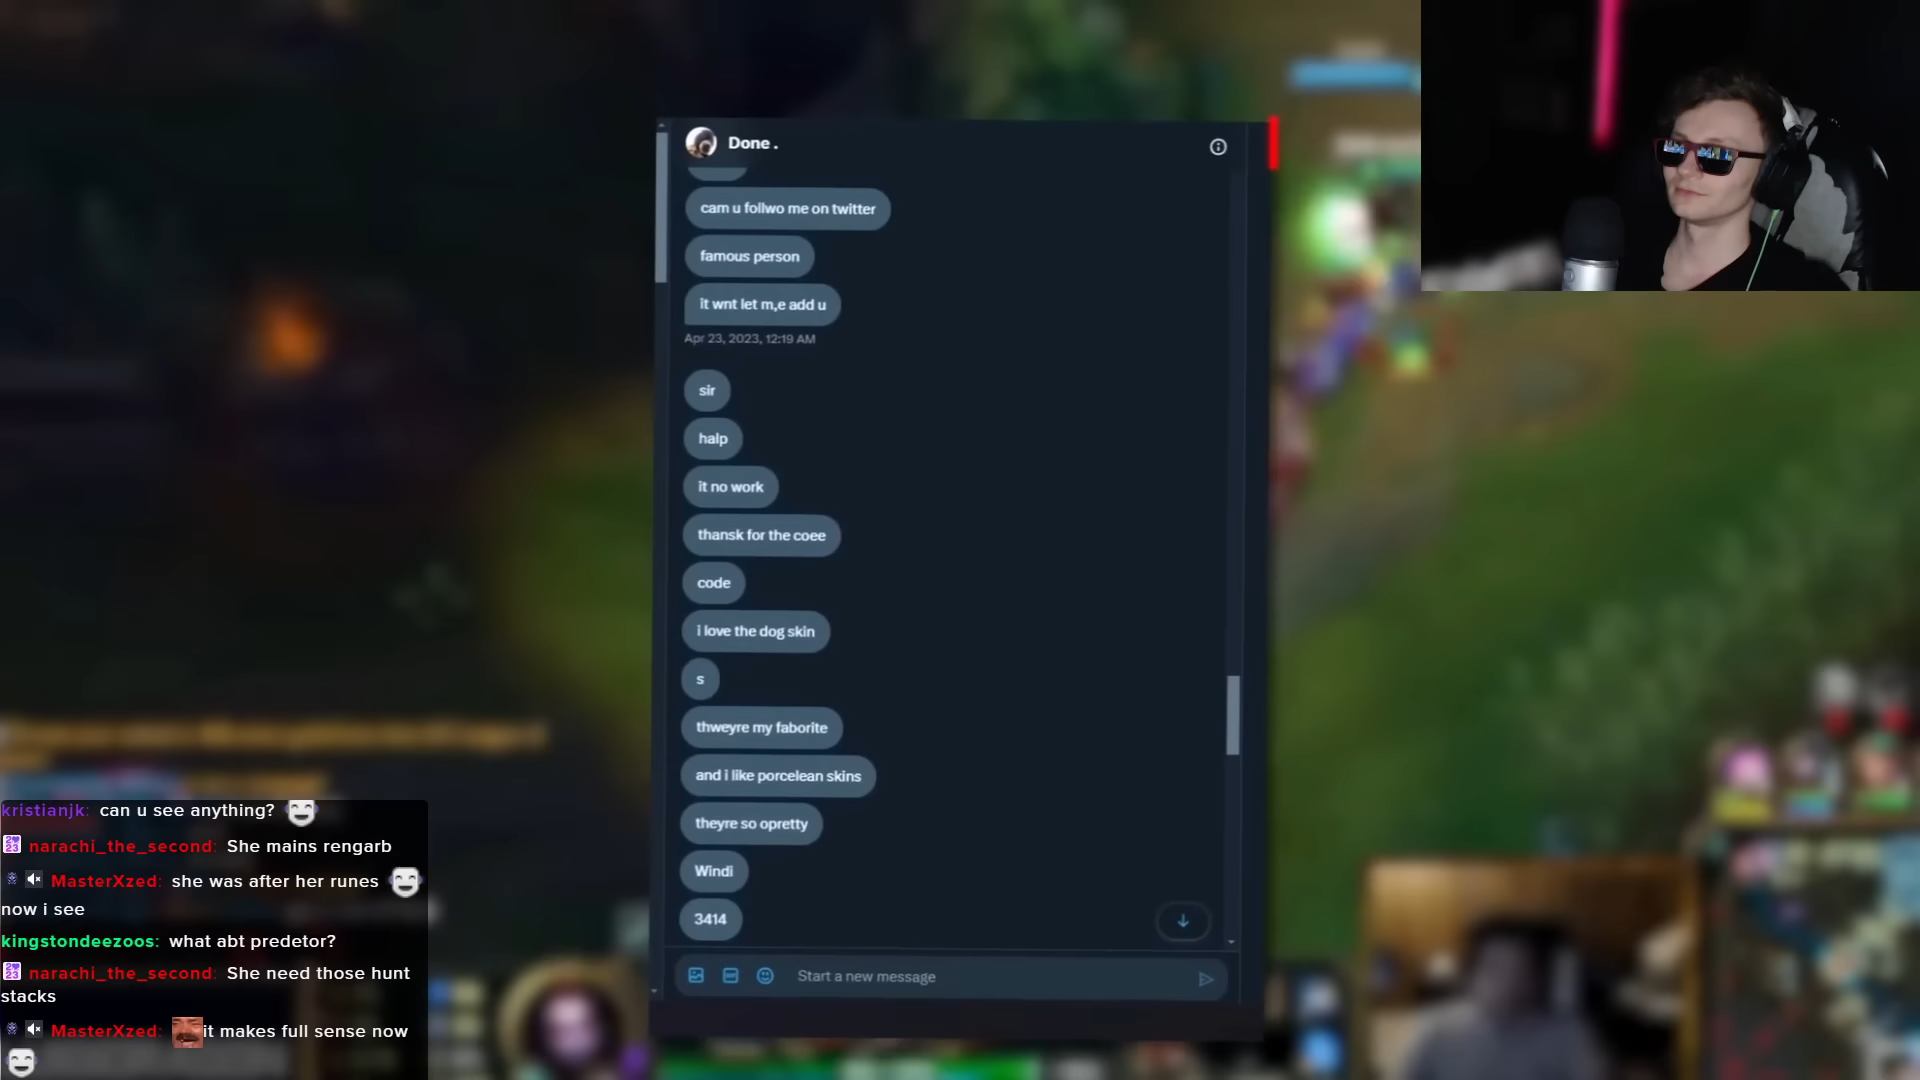 Done .
cam u follwo me on twitter
famous person
it wnt let m,e add u
Apr 23, 2023, 12:19 AM
sir
halp
it no work
thansk for the coee
code
i love the dog skin
s
thweyre my faborite
and i like porcelean skins
theyre so opretty
Windi
3414
Start a new message
kristianjk: can u see anything?
narachi_the_second: She mains rengarb
MasterXzed: she was after her runes
now i see
kingstondeezoos: what abt predetor?
narachi_the_second: She need those hunt
stacks
MasterXzed: it makes full sense now